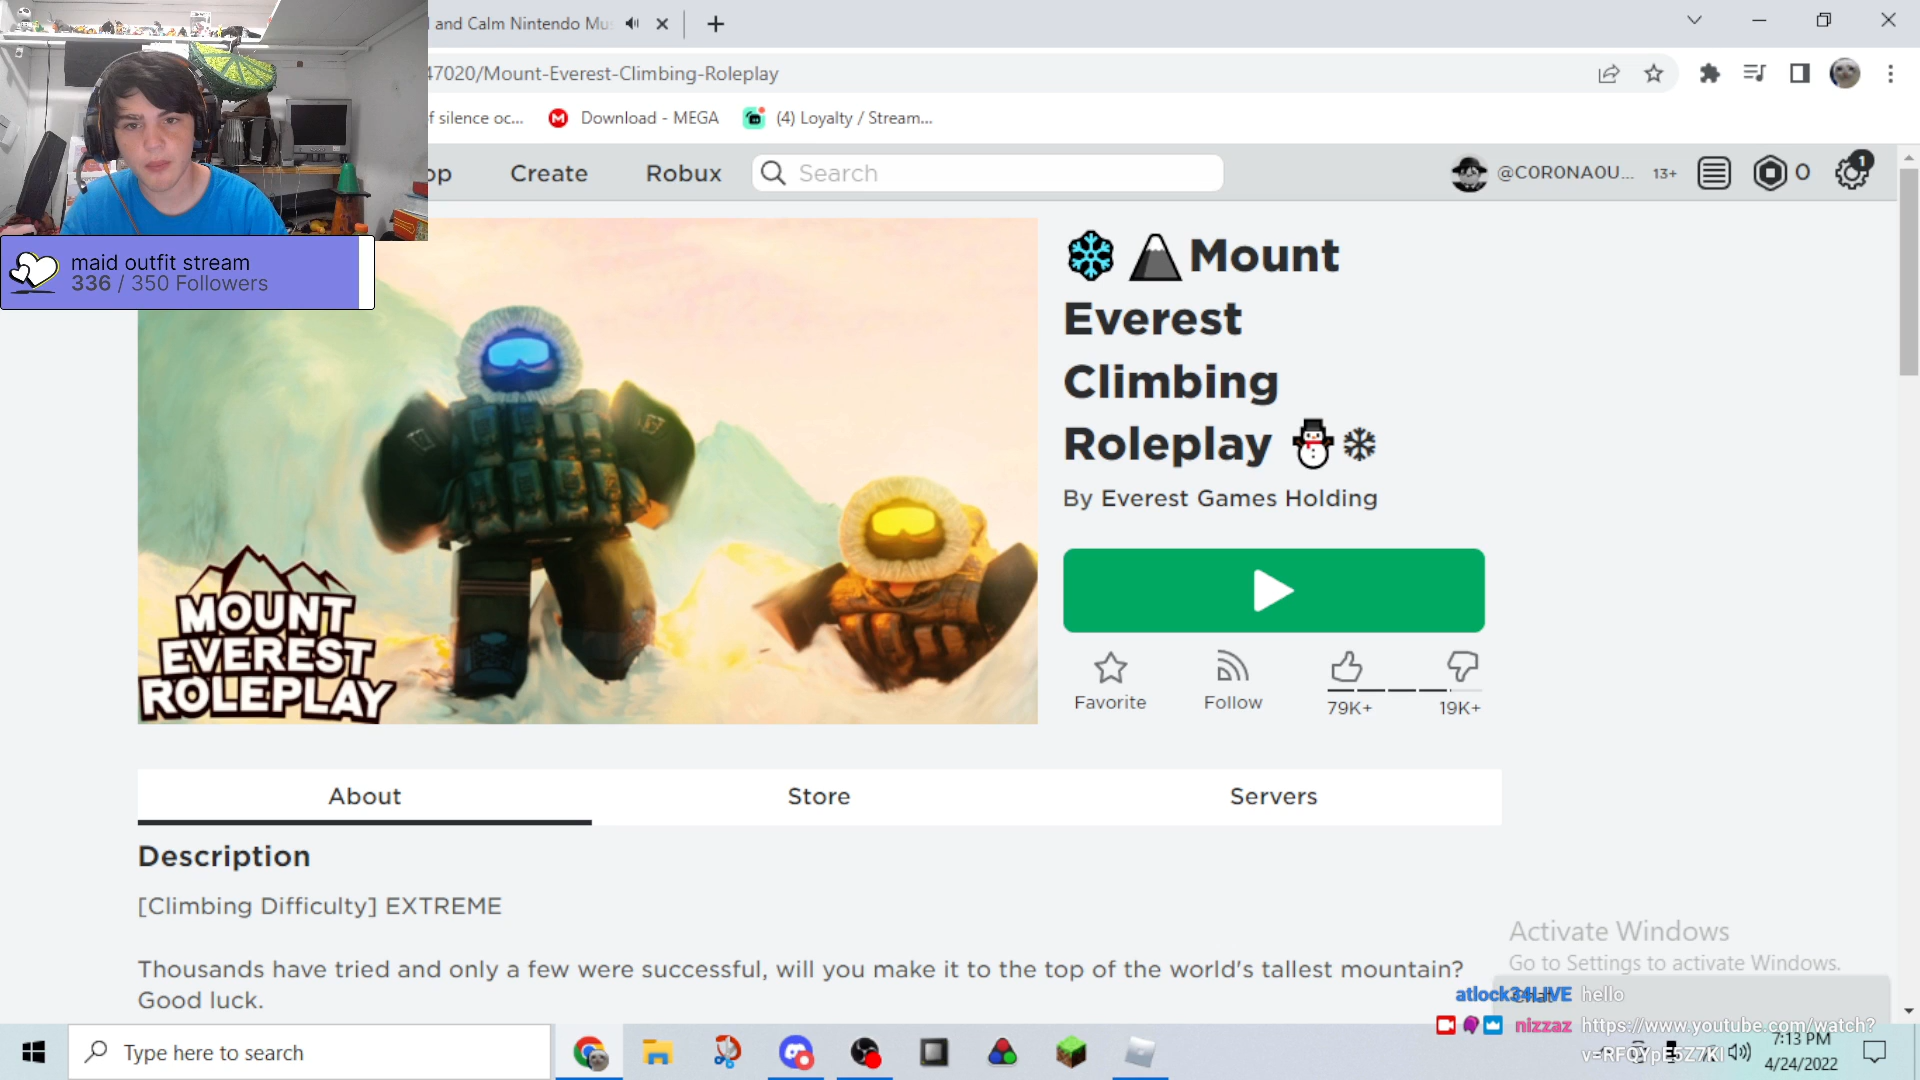 l and Calm Nintendo Mu
47020/Mount-Everest-Climbing-Roleplay
f silence oc...
Download - MEGA
(4) Loyalty / Stream...
op
Create
Robux
Search
@C0R0NA0U...
13+
0
1
maid outfit stream
336 / 350 Followers
Mount
Everest
Climbing
Roleplay
By Everest Games Holding
MOUNT
EVEREST
ROLEPLAY
Favorite
Follow
79K+
19K+
About
Store
Servers
Description
[Climbing Difficulty] EXTREME
Thousands have tried and only a few were successful, will you make it to the top of the world's tallest mountain?
Good luck.
Activate Windows
Go to Settings to activate Windows.
Chat
atlock34LIVE hello
nizzaz https://www.youtube.com/watch?
Type here to search
7:13 PM
4/24/2022